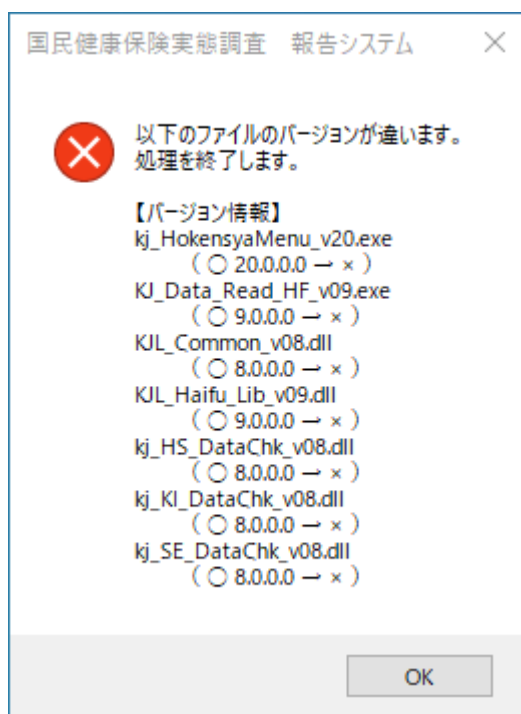 国民健康保険実態調査　報告システム
以下のファイルのバージョンが違います。
処理を終了します。
【バージョン情報】
kj_HokensyaMenu_v20.exe
（ ○ 20.0.0.0 → × ）
KJ_Data_Read_HF_v09.exe
（ ○ 9.0.0.0 → × ）
KJL_Common_v08.dll
（ ○ 8.0.0.0 → × ）
KJL_Haifu_Lib_v09.dll
（ ○ 9.0.0.0 → × ）
kj_HS_DataChk_v08.dll
（ ○ 8.0.0.0 → × ）
kj_KI_DataChk_v08.dll
（ ○ 8.0.0.0 → × ）
kj_SE_DataChk_v08.dll
（ ○ 8.0.0.0 → × ）
OK